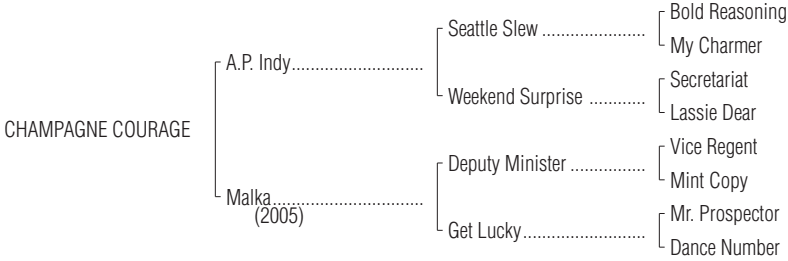 Bold Reasoning
Seattle Slew ......................
My Charmer
A.P. Indy............................
Secretariat
Weekend Surprise ............
Lassie Dear
CHAMPAGNE COURAGE
Vice Regent
Deputy Minister ................
Mint Copy
Malka................................
(2005)
Mr. Prospector
Get Lucky..........................
Dance Number